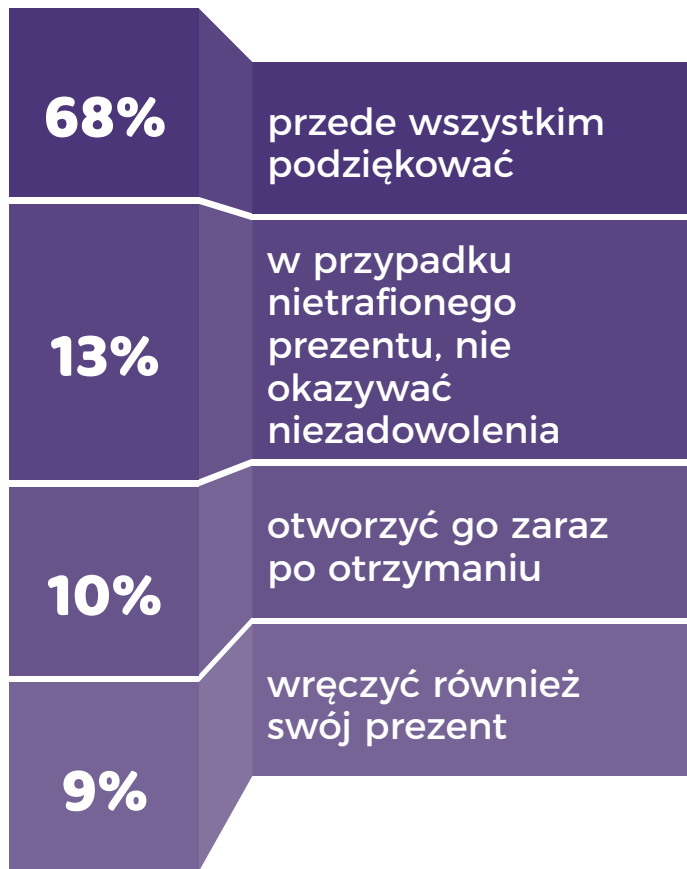 68%
przede wszystkim
podziękować
13%
w przypadku
nietrafionego
prezentu, nie
okazywać
niezadowolenia
10%
otworzyć go zaraz
po otrzymaniu
9%
wręczyć również
swój prezent